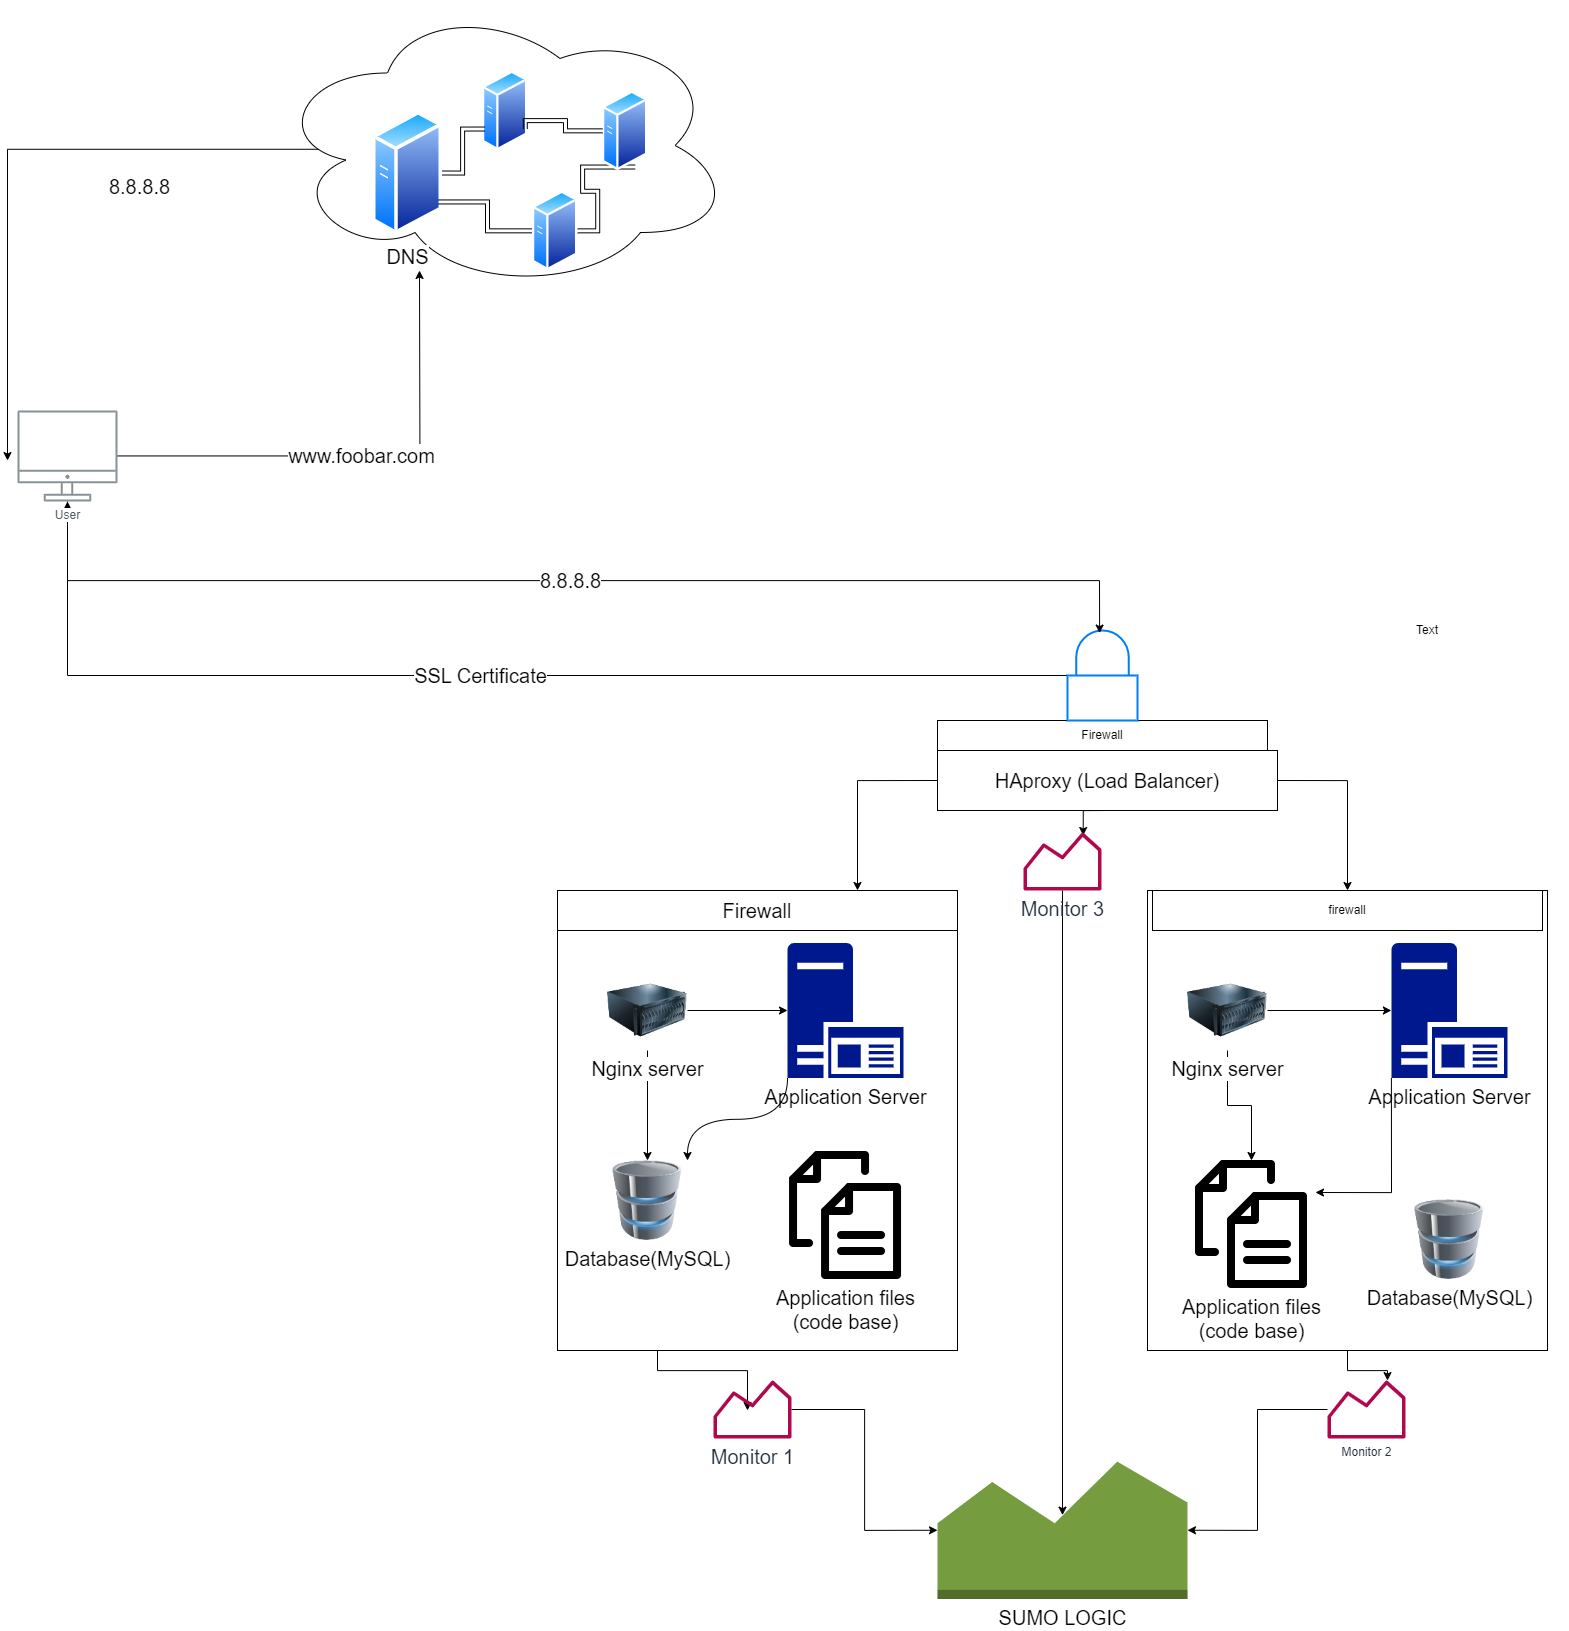 8.8.8.8
DNS
www.foobar.com
User
8.8.8.8
Text
SSL Certificate
Firewall
HAproxy (Load Balancer)
Monitor 3
Firewall
Nginx server
Application Server
Database(MySQL)
Application files
(code base)
firewall
Nginx server
Application Server
Application files
(code base)
Database(MySQL)
Monitor 1
Monitor 2
SUMO LOGIC